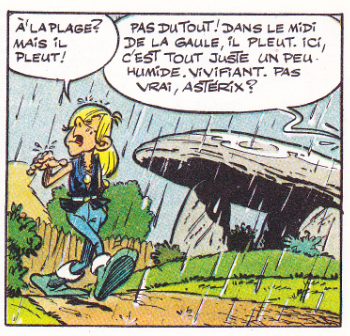 À LA PLAGE?
MAIS IL
PLEUT!
PAS DU TOUT! DANS LE MIDI
DE LA GAULE, IL PLEUT. ICI,
C'EST TOUT JUSTE UN PEU
HUMIDE. VIVIFIANT. PAS
VRAI, ASTÉRIX?